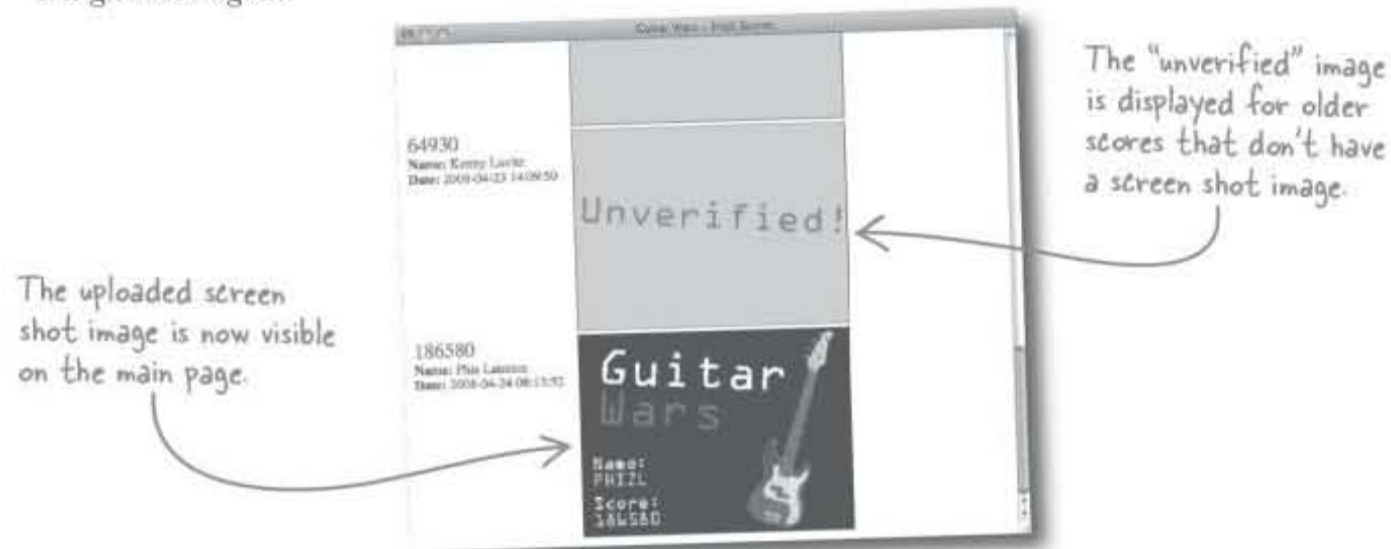 Guitar Wars - High Scores
The "unverified" image
is displayed for older
scores that don't have
a screen shot image.
64930
Name: Kenny Lavitz
Date: 2008-04-23 14:09:50
Unverified!
The uploaded screen
shot image is now visible
on the main page.
186580
Name: Phiz Lairston
Date: 2008-04-24 08:13:52
Guitar
Wars
Name:
PHIZL
Score:
186580